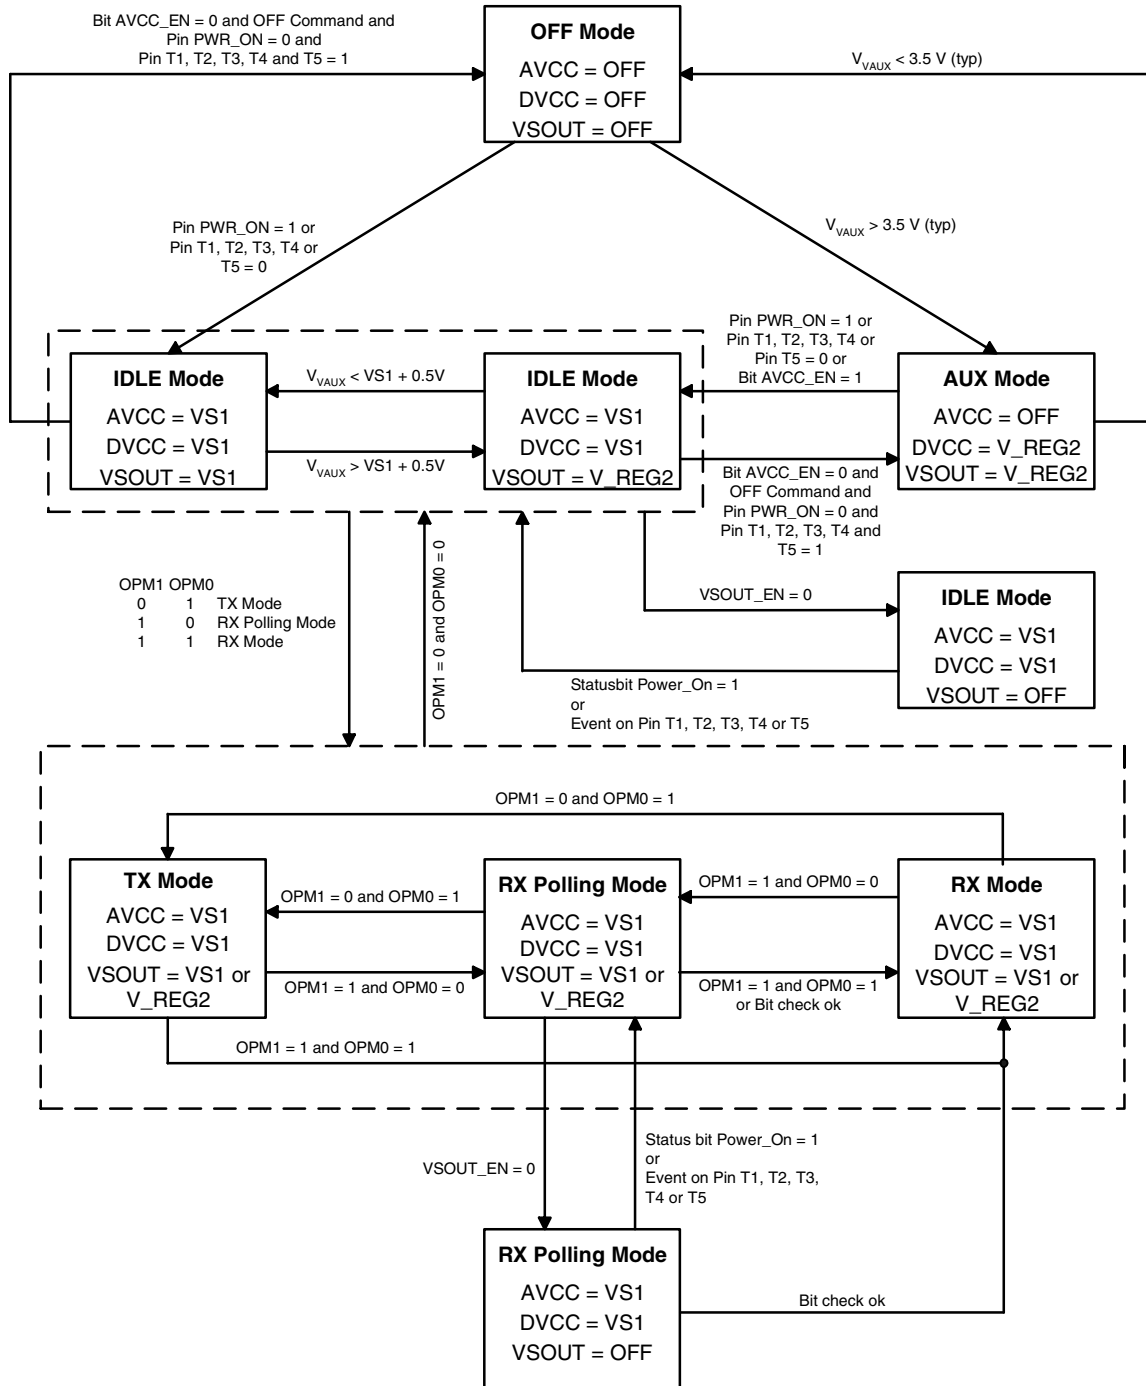 Bit AVCC_EN = 0 and OFF Command and
Pin PWR_ON = 0 and
Pin T1, T2, T3, T4 and T5 = 1
OFF Mode
AVCC = OFF
DVCC = OFF
VSOUT = OFF
V_VAUX < 3.5 V (typ)
Pin PWR_ON = 1 or
Pin T1, T2, T3, T4 or
T5 = 0
V_VAUX > 3.5 V (typ)
IDLE Mode
AVCC = VS1
DVCC = VS1
VSOUT = VS1
V_VAUX < VS1 + 0.5V
V_VAUX > VS1 + 0.5V
IDLE Mode
AVCC = VS1
DVCC = VS1
VSOUT = V_REG2
Pin PWR_ON = 1 or
Pin T1, T2, T3, T4 or
Pin T5 = 0 or
Bit AVCC_EN = 1
Bit AVCC_EN = 0 and
OFF Command and
Pin PWR_ON = 0 and
Pin T1, T2, T3, T4 and
T5 = 1
AUX Mode
AVCC = OFF
DVCC = V_REG2
VSOUT = V_REG2
OPM1 OPM0
0 1 TX Mode
1 0 RX Polling Mode
1 1 RX Mode
OPM1 = 0 and OPM0 = 0
VSOUT_EN = 0
Statusbit Power_On = 1
or
Event on Pin T1, T2, T3, T4 or T5
IDLE Mode
AVCC = VS1
DVCC = VS1
VSOUT = OFF
OPM1 = 0 and OPM0 = 1
TX Mode
AVCC = VS1
DVCC = VS1
VSOUT = VS1 or
V_REG2
OPM1 = 0 and OPM0 = 1
OPM1 = 1 and OPM0 = 0
RX Polling Mode
AVCC = VS1
DVCC = VS1
VSOUT = VS1 or
V_REG2
OPM1 = 1 and OPM0 = 0
OPM1 = 1 and OPM0 = 1
or Bit check ok
RX Mode
AVCC = VS1
DVCC = VS1
VSOUT = VS1 or
V_REG2
OPM1 = 1 and OPM0 = 1
VSOUT_EN = 0
Status bit Power_On = 1
or
Event on Pin T1, T2, T3,
T4 or T5
RX Polling Mode
AVCC = VS1
DVCC = VS1
VSOUT = OFF
Bit check ok